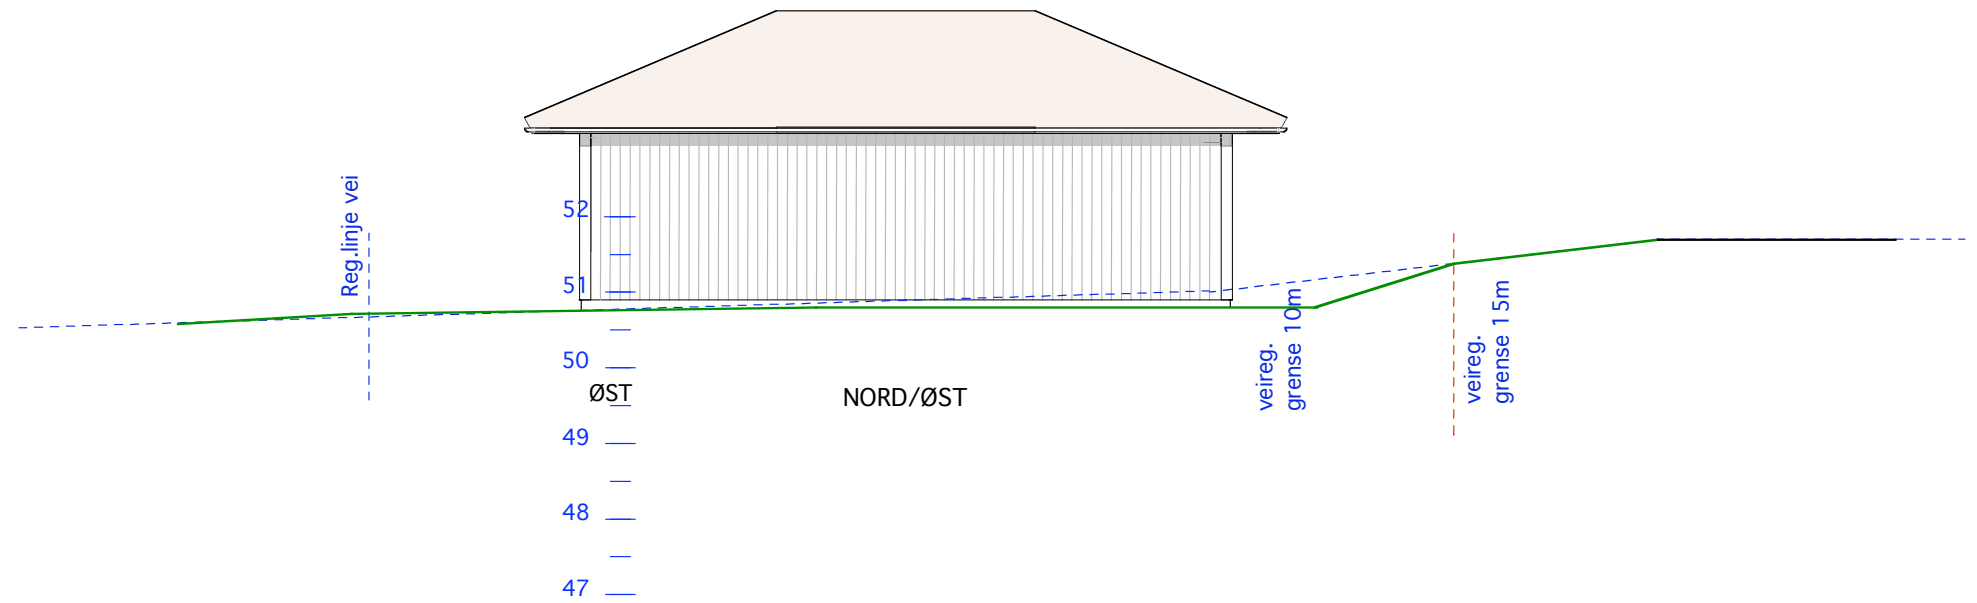 Reg.linje vei
52
51
50
49
48
47
ØST
NORD/ØST
veireg.
grense 10m
veireg.
grense 15m